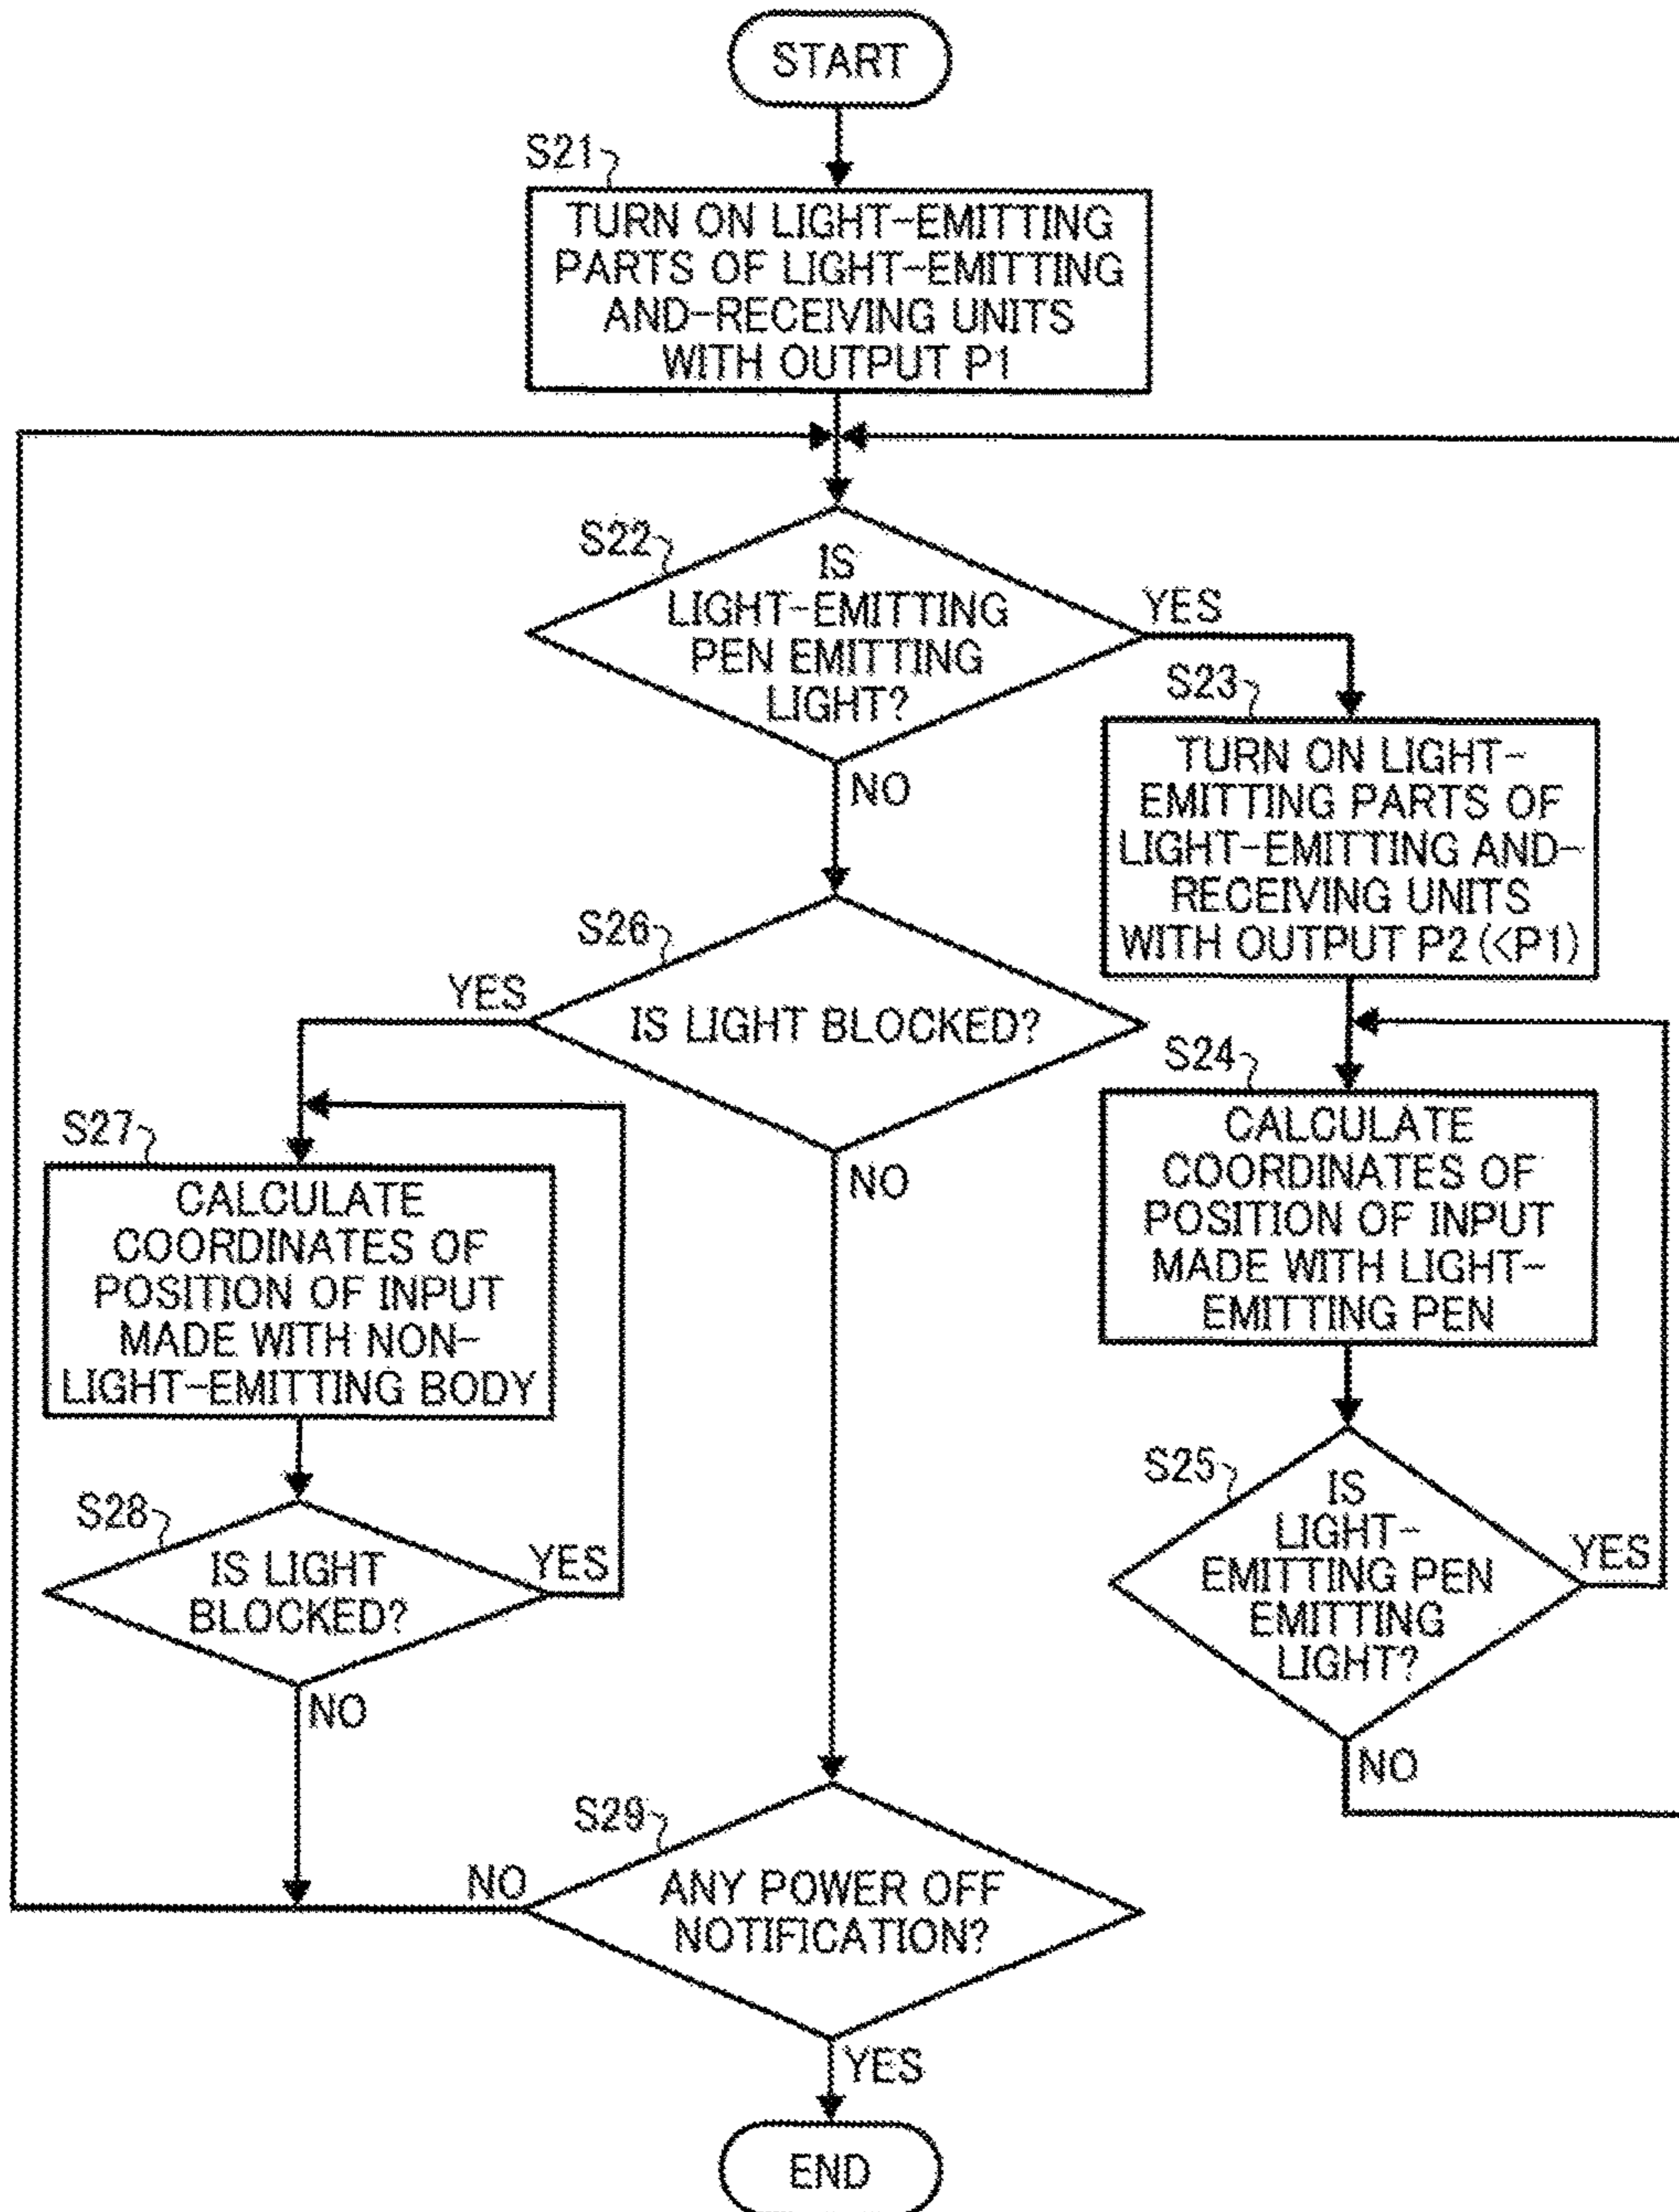 START
S21
TURN ON LIGHT-EMITTING
PARTS OF LIGHT-EMITTING
AND-RECEIVING UNITS
WITH OUTPUT P1
S22
IS
LIGHT-EMITTING
PEN EMITTING
LIGHT?
YES
NO
S23
TURN ON LIGHT-
EMITTING PARTS OF
LIGHT-EMITTING AND-
RECEIVING UNITS
WITH OUTPUT P2 (<P1)
S24
CALCULATE
COORDINATES OF
POSITION OF INPUT
MADE WITH LIGHT-
EMITTING PEN
S25
IS
LIGHT-
EMITTING PEN
EMITTING
LIGHT?
YES
NO
S26
IS LIGHT BLOCKED?
YES
NO
S27
CALCULATE
COORDINATES OF
POSITION OF INPUT
MADE WITH NON-
LIGHT-EMITTING BODY
S28
IS LIGHT
BLOCKED?
YES
NO
S29
ANY POWER OFF
NOTIFICATION?
NO
YES
END